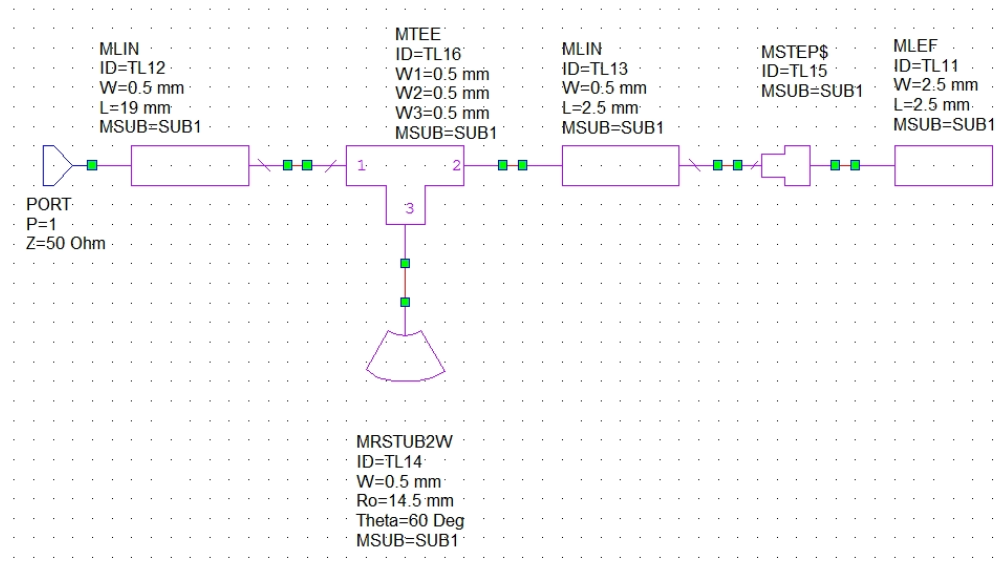 MLIN
ID=TL12
W=0.5 mm
L=19 mm
MSUB=SUB1
MTEE
ID=TL16
W1=0.5 mm
W2=0.5 mm
W3=0.5 mm
MSUB=SUB1
MLIN
ID=TL13
W=0.5 mm
L=2.5 mm
MSUB=SUB1
MSTEP$
ID=TL15
MSUB=SUB1
MLEF
ID=TL11
W=2.5 mm
L=2.5 mm
MSUB=SUB1
1
2
3
PORT
P=1
Z=50 Ohm
MRSTUB2W
ID=TL14
W=0.5 mm
Ro=14.5 mm
Theta=60 Deg
MSUB=SUB1